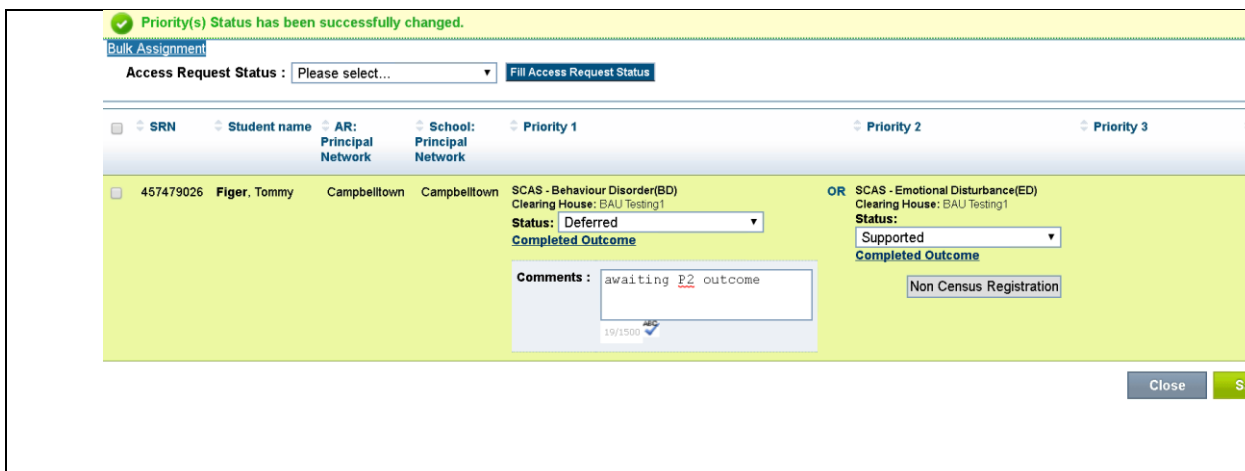 Priority(s) Status has been successfully changed.
Bulk Assignment
Access Request Status : Please select... Fill Access Request Status
SRN Student name AR: Principal Network School: Principal Network Priority 1 Priority 2 Priority 3
457479026 Figer, Tommy Campbelltown Campbelltown
SCAS - Behaviour Disorder(BD)
Clearing House: BAU Testing1
Status: Deferred
Completed Outcome
Comments : awaiting P2 outcome
19/1500 ABC
OR SCAS - Emotional Disturbance(ED)
Clearing House: BAU Testing1
Status:
Supported
Completed Outcome
Non Census Registration
Close S